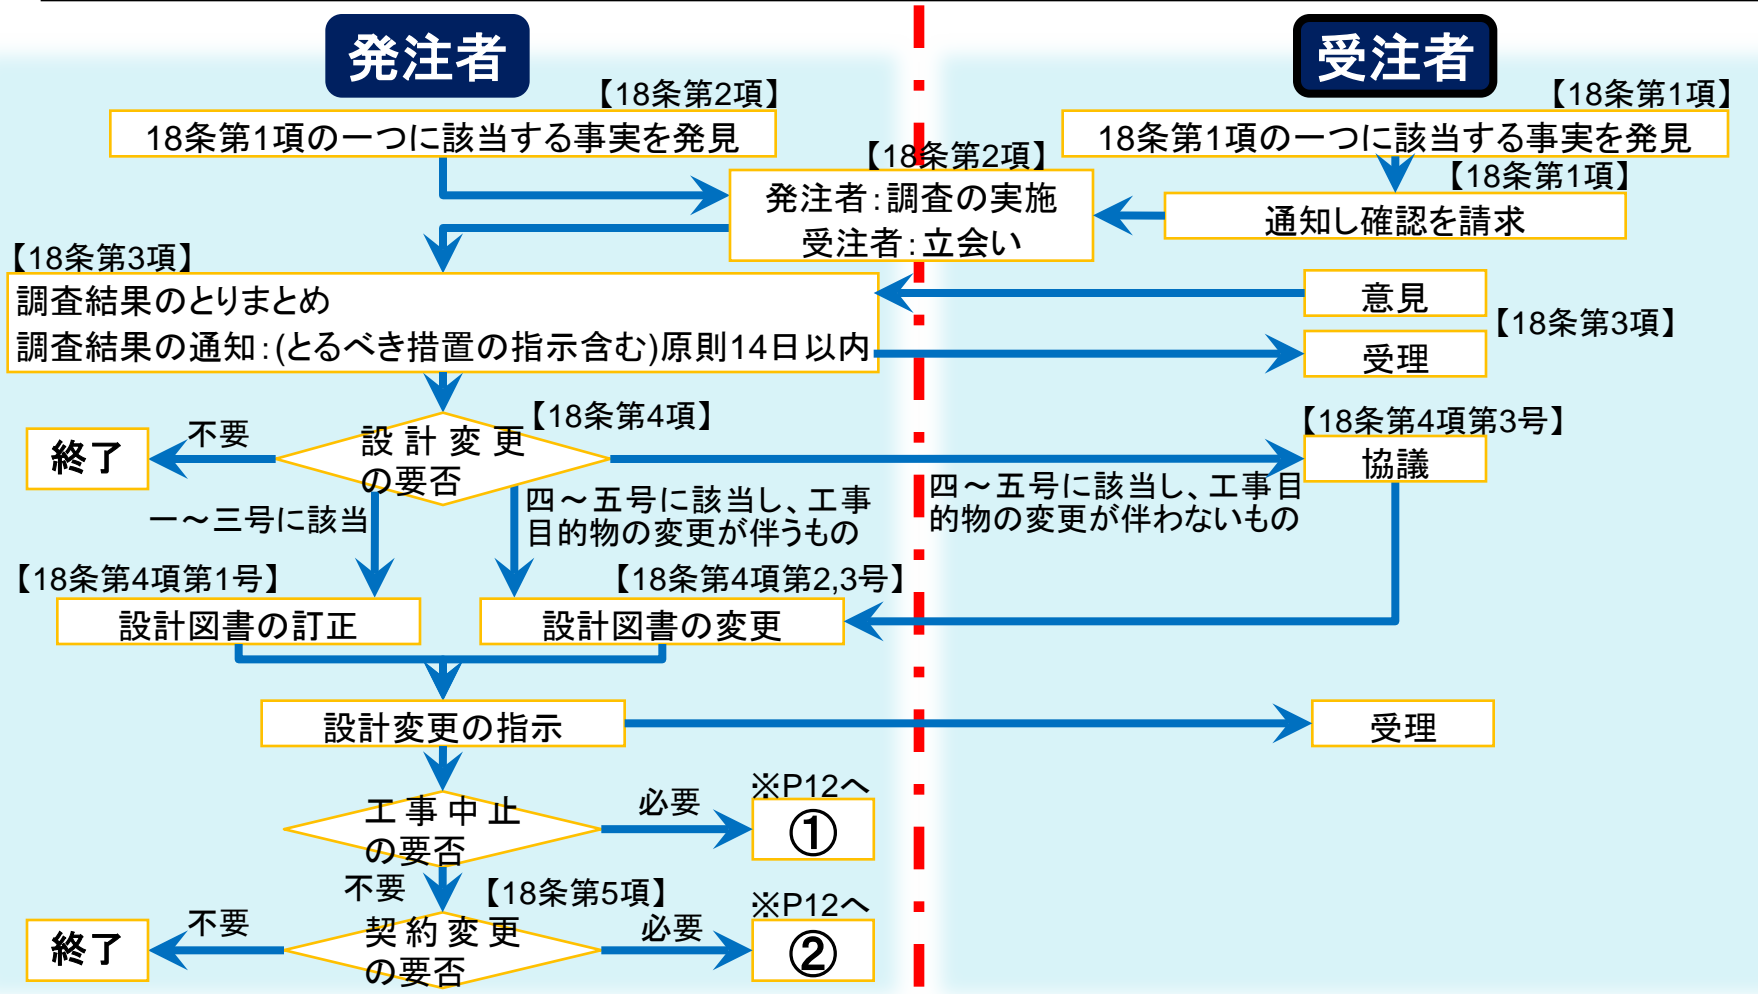 発注者
受注者
【18条第2項】
18条第1項の一つに該当する事実を発見
【18条第1項】
18条第1項の一つに該当する事実を発見
【18条第2項】
発注者：調査の実施
受注者：立会い
【18条第1項】
通知し確認を請求
【18条第3項】
調査結果のとりまとめ
調査結果の通知：(とるべき措置の指示含む)原則14日以内
意見
【18条第3項】
受理
【18条第4項】
設計変更
の要否
不要
終了
【18条第4項第3号】
協議
一～三号に該当
四～五号に該当し、工事
目的物の変更が伴うもの
四～五号に該当し、工事目
的物の変更が伴わないもの
【18条第4項第1号】
設計図書の訂正
【18条第4項第2,3号】
設計図書の変更
設計変更の指示
受理
工事中止
の要否
必要
※P12へ
①
不要
【18条第5項】
契約変更
の要否
不要
終了
必要
※P12へ
②